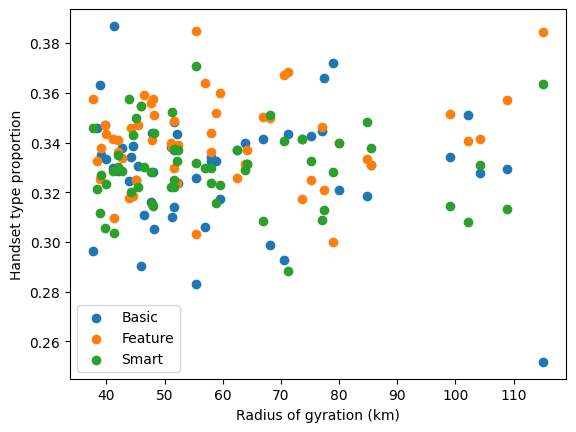 0.38
0.36
0.34
0.32
0.30
0.28
0.26
Handset type proportion
Basic
Feature
Smart
40 50 60 70 80 90 100 110
Radius of gyration (km)